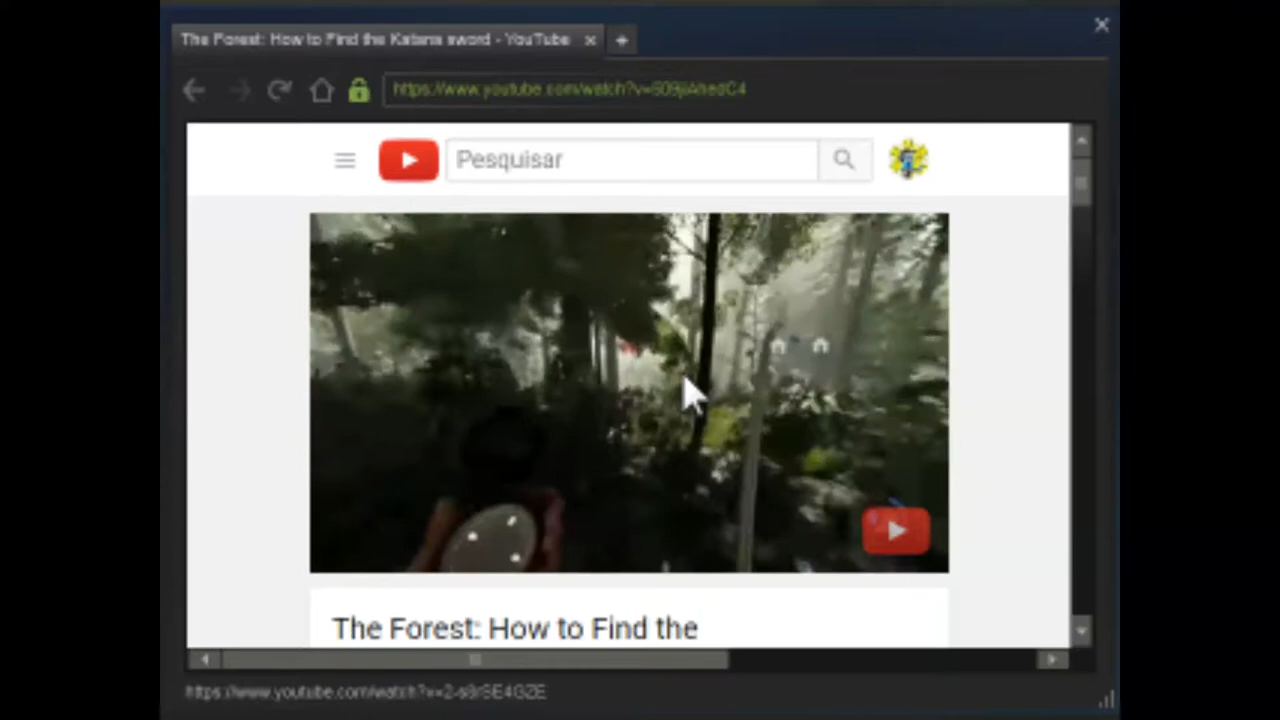 The Forest: How to Find the Katana sword - YouTube
Pesquisar
The Forest: How to Find the